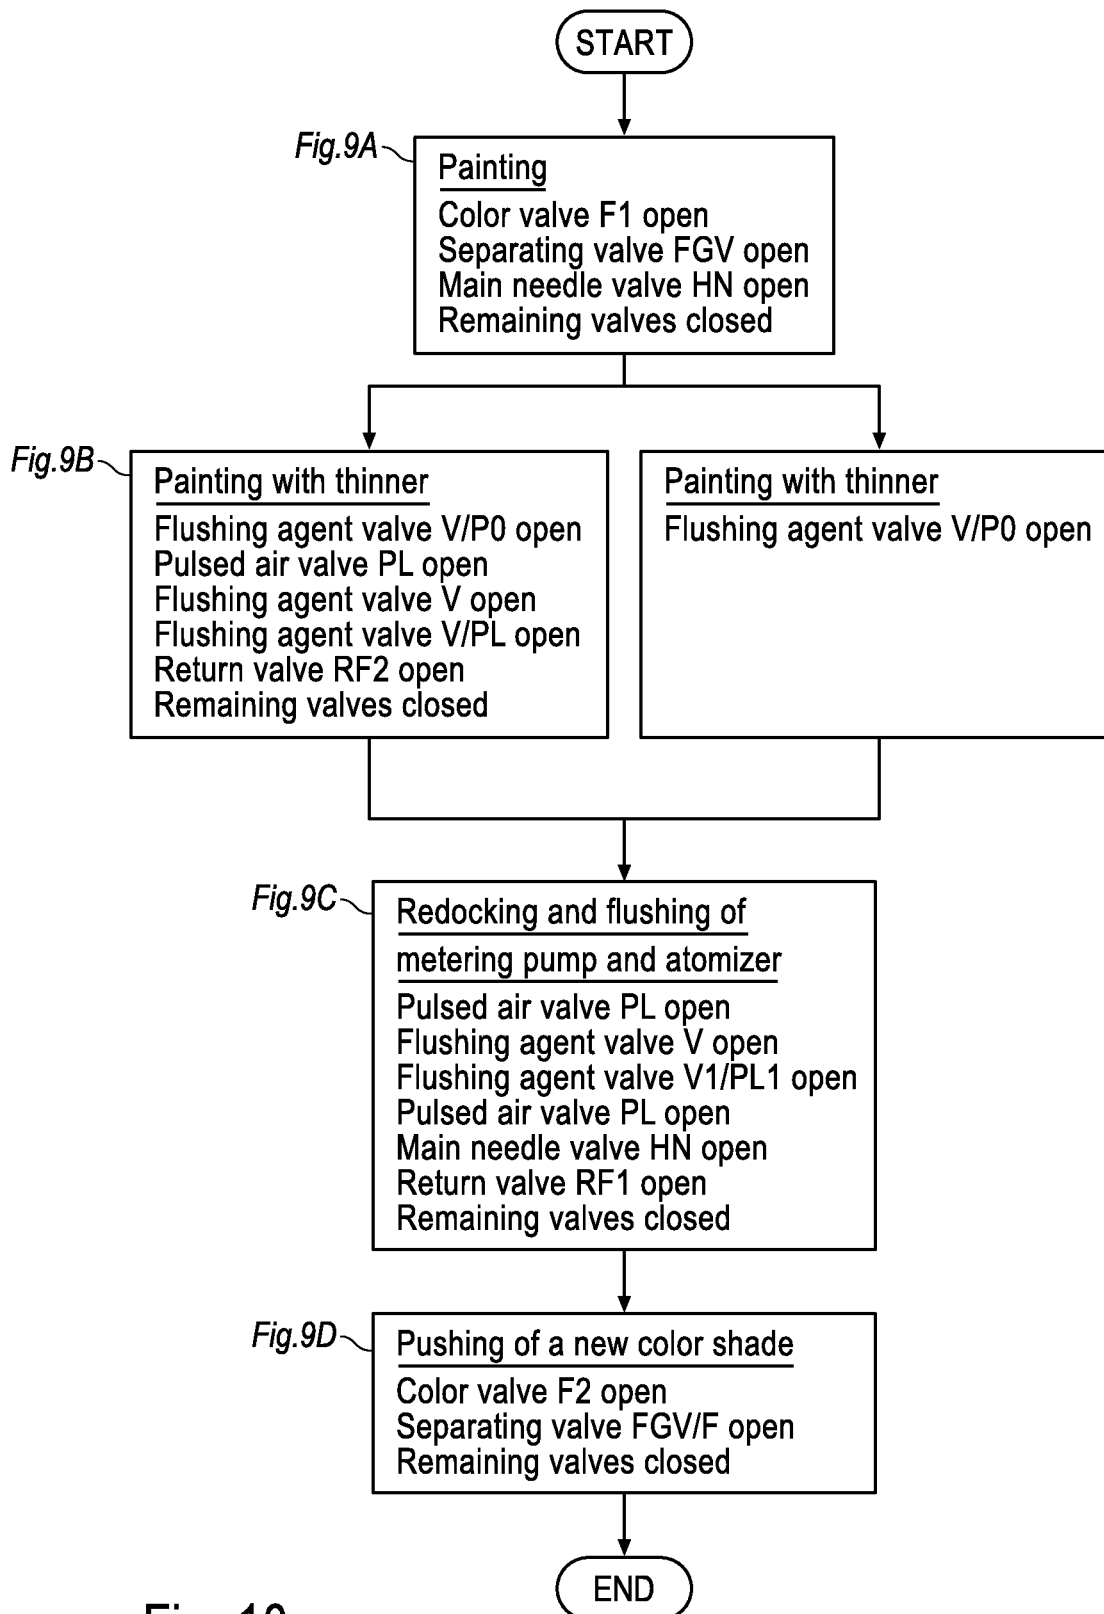 START
Fig.9A
Painting
Color valve F1 open
Separating valve FGV open
Main needle valve HN open
Remaining valves closed
Fig.9B
Painting with thinner
Flushing agent valve V/P0 open
Pulsed air valve PL open
Flushing agent valve V open
Flushing agent valve V/PL open
Return valve RF2 open
Remaining valves closed
Painting with thinner
Flushing agent valve V/P0 open
Fig.9C
Redocking and flushing of
metering pump and atomizer
Pulsed air valve PL open
Flushing agent valve V open
Flushing agent valve V1/PL1 open
Pulsed air valve PL open
Main needle valve HN open
Return valve RF1 open
Remaining valves closed
Fig.9D
Pushing of a new color shade
Color valve F2 open
Separating valve FGV/F open
Remaining valves closed
END